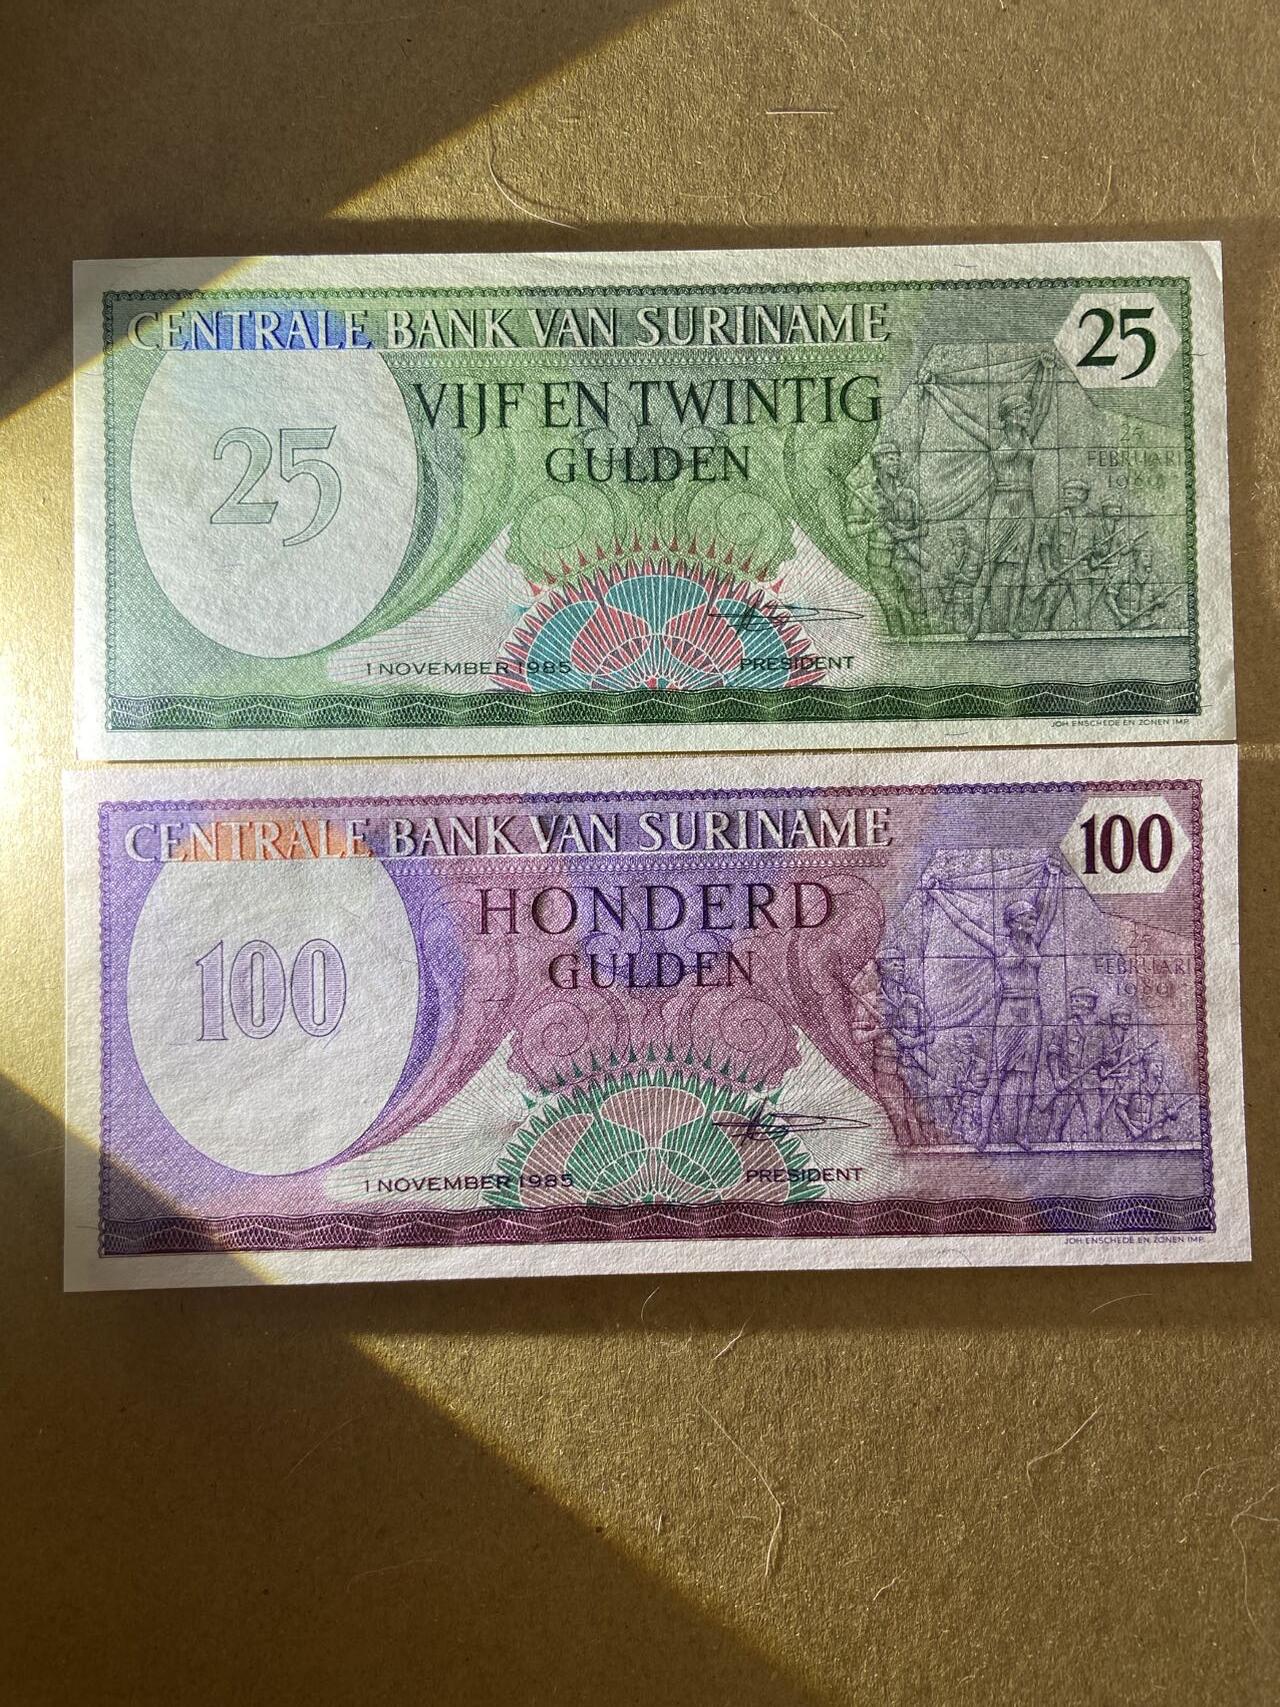 CENTRALE BANK VAN SURINAME
25
VIJF EN TWINTIG
GULDEN
25
25
FEBRUARI
1980
1 NOVEMBER 1985
PRESIDENT
JOH. ENSCHEDE EN ZONEN IMP.
CENTRALE BANK VAN SURINAME
100
HONDERD
GULDEN
100
25
FEBRUARI
1980
1 NOVEMBER 1985
PRESIDENT
JOH. ENSCHEDE EN ZONEN IMP.